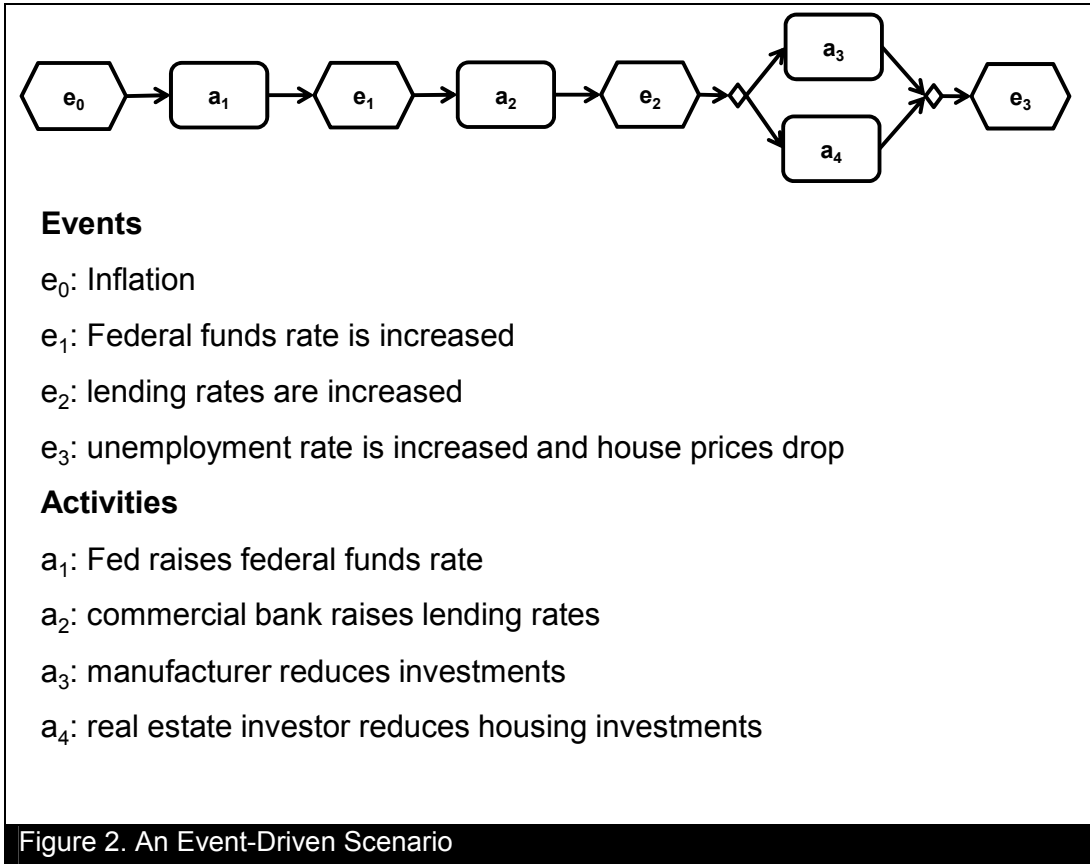 e₀ a₁ e₁ a₂ e₂ a₃ a₄ e₃
Events
e₀: Inflation
e₁: Federal funds rate is increased
e₂: lending rates are increased
e₃: unemployment rate is increased and house prices drop
Activities
a₁: Fed raises federal funds rate
a₂: commercial bank raises lending rates
a₃: manufacturer reduces investments
a₄: real estate investor reduces housing investments
Figure 2. An Event-Driven Scenario